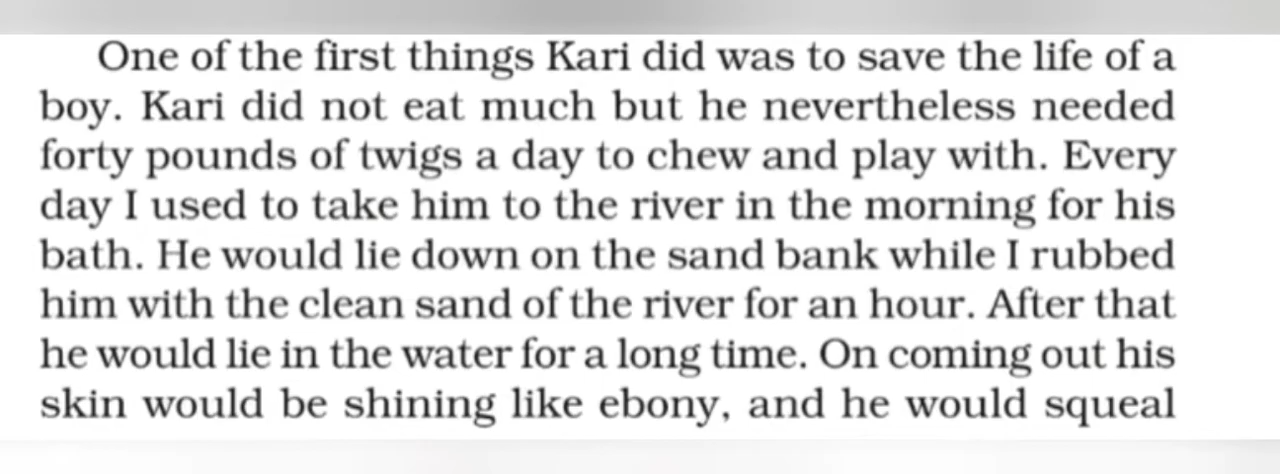 One of the first things Kari did was to save the life of a
boy. Kari did not eat much but he nevertheless needed
forty pounds of twigs a day to chew and play with. Every
day I used to take him to the river in the morning for his
bath. He would lie down on the sand bank while I rubbed
him with the clean sand of the river for an hour. After that
he would lie in the water for a long time. On coming out his
skin would be shining like ebony, and he would squeal